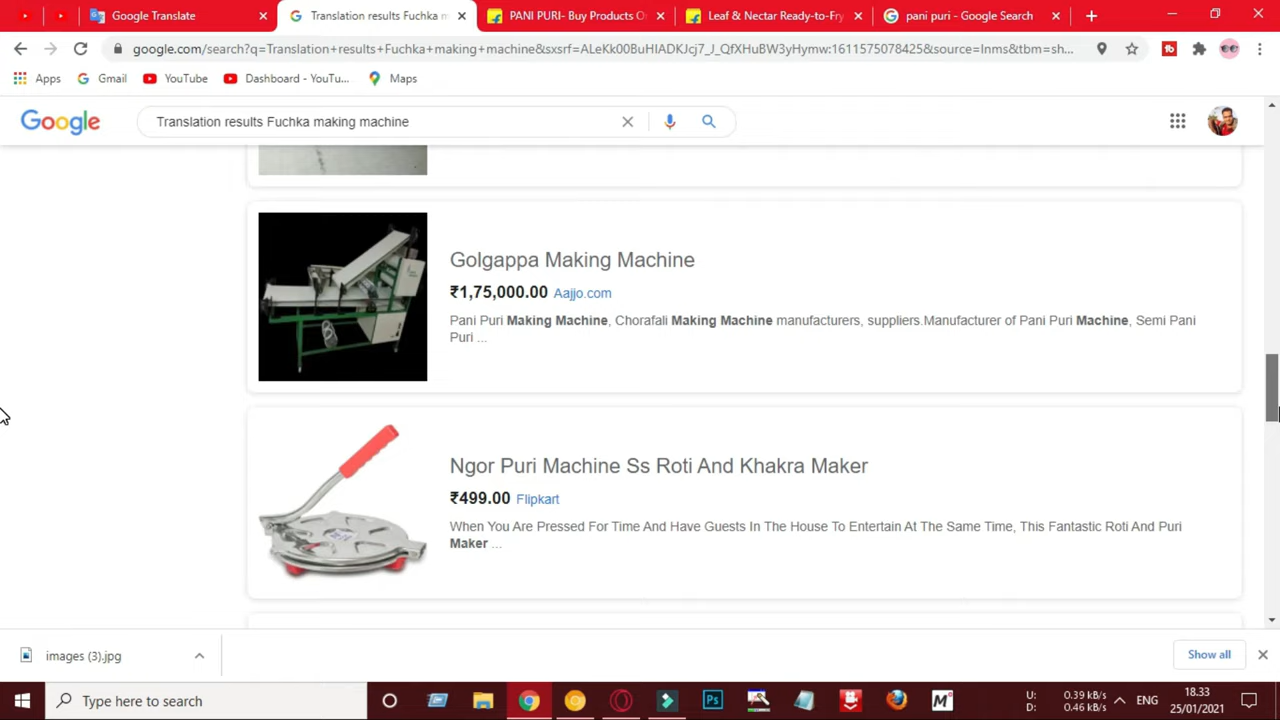 Google Translate
Translation results Fuchka m
PANI PURI- Buy Products O
Leaf & Nectar Ready-to-Fry
pani puri - Google Search
google.com/search?q=Translation+results+Fuchka+making+machine&sxsrf=ALeKk00BuHIADKJcj7_J_QfXHuBW3yHymw:1611575078425&source=lnms&tbm=sh...
Apps
Gmail
YouTube
Dashboard - YouTu...
Maps
Google
Translation results Fuchka making machine
Golgappa Making Machine
₹1,75,000.00 Aajjo.com
Pani Puri Making Machine, Chorafali Making Machine manufacturers, suppliers.Manufacturer of Pani Puri Machine, Semi Pani
Puri ...
Ngor Puri Machine Ss Roti And Khakra Maker
₹499.00 Flipkart
When You Are Pressed For Time And Have Guests In The House To Entertain At The Same Time, This Fantastic Roti And Puri
Maker ...
images (3).jpg
Show all
Type here to search
Ps
M
U: 0.39 kB/s
D: 0.46 kB/s
ENG
18.33
25/01/2021